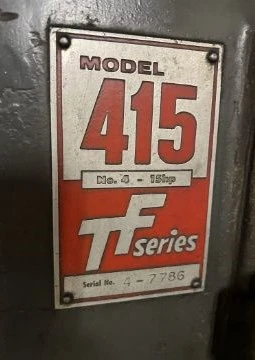 MODEL
415
No. 4 - 15hp
TF series
Serial No. 4-7786